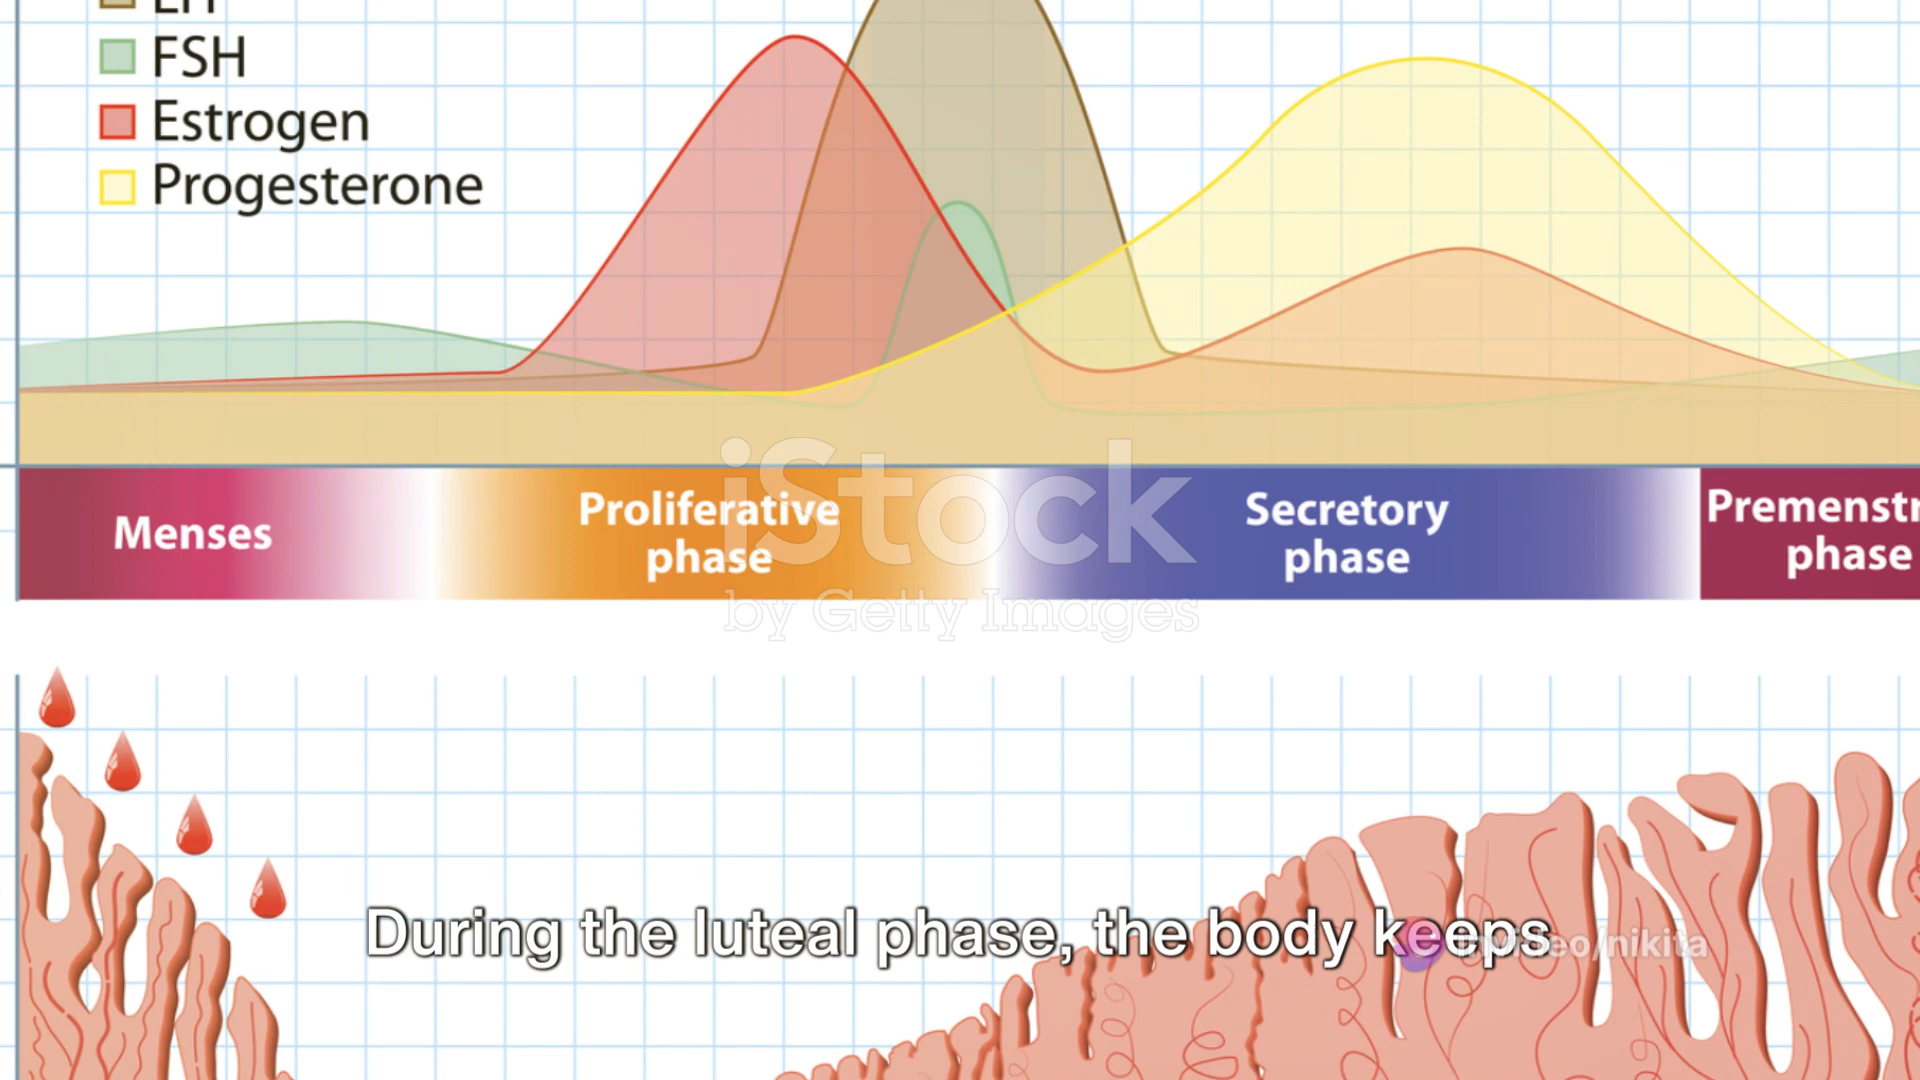 LH
FSH
Estrogen
Progesterone
Menses
Proliferative
phase
Secretory
phase
Premenstr
phase
iStock
by Getty Images
During the luteal phase, the body keeps